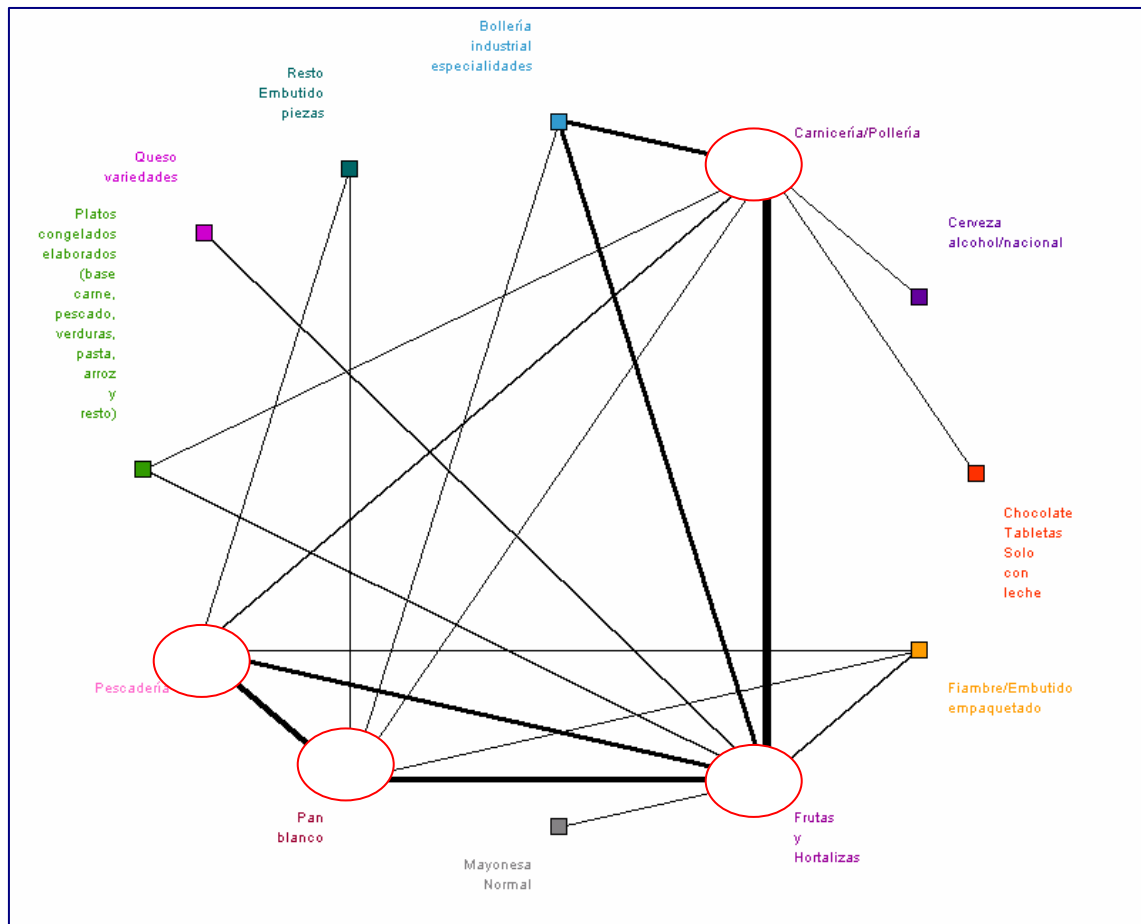 Bollería
industrial
especialidades
Resto
Embutido
piezas
Carnicería/Pollería
Queso
variedades
Platos
congelados
elaborados
(base
carne,
pescado,
verduras,
pasta,
arroz
y
resto)
Cerveza
alcohol/nacional
Chocolate
Tabletas
Solo
con
leche
Pescadería
Fiambre/Embutido
empaquetado
Pan
blanco
Frutas
y
Hortalizas
Mayonesa
Normal